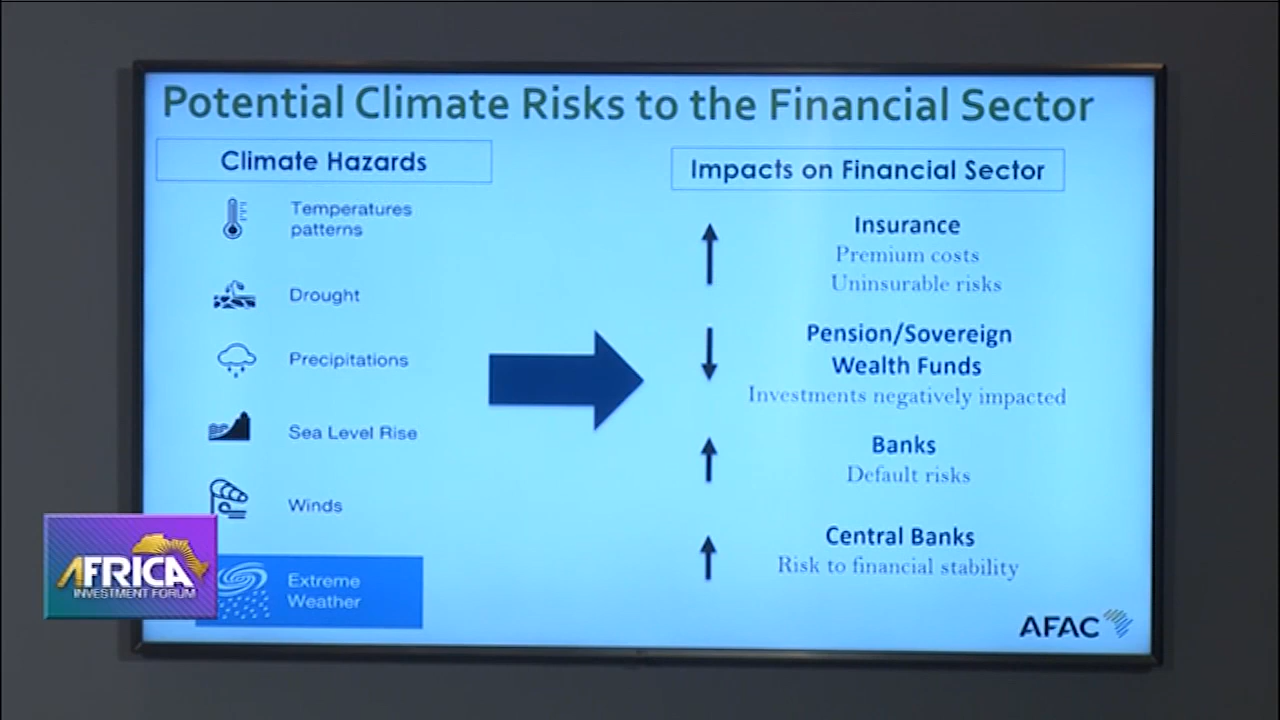 Potential Climate Risks to the Financial Sector
Climate Hazards
Temperatures
patterns
Drought
Precipitations
Sea Level Rise
Winds
Extreme
Weather
Impacts on Financial Sector
Insurance
Premium costs
Uninsurable risks
Pension/Sovereign
Wealth Funds
Investments negatively impacted
Banks
Default risks
Central Banks
Risk to financial stability
AFAC
AFRICA
INVESTMENT FORUM